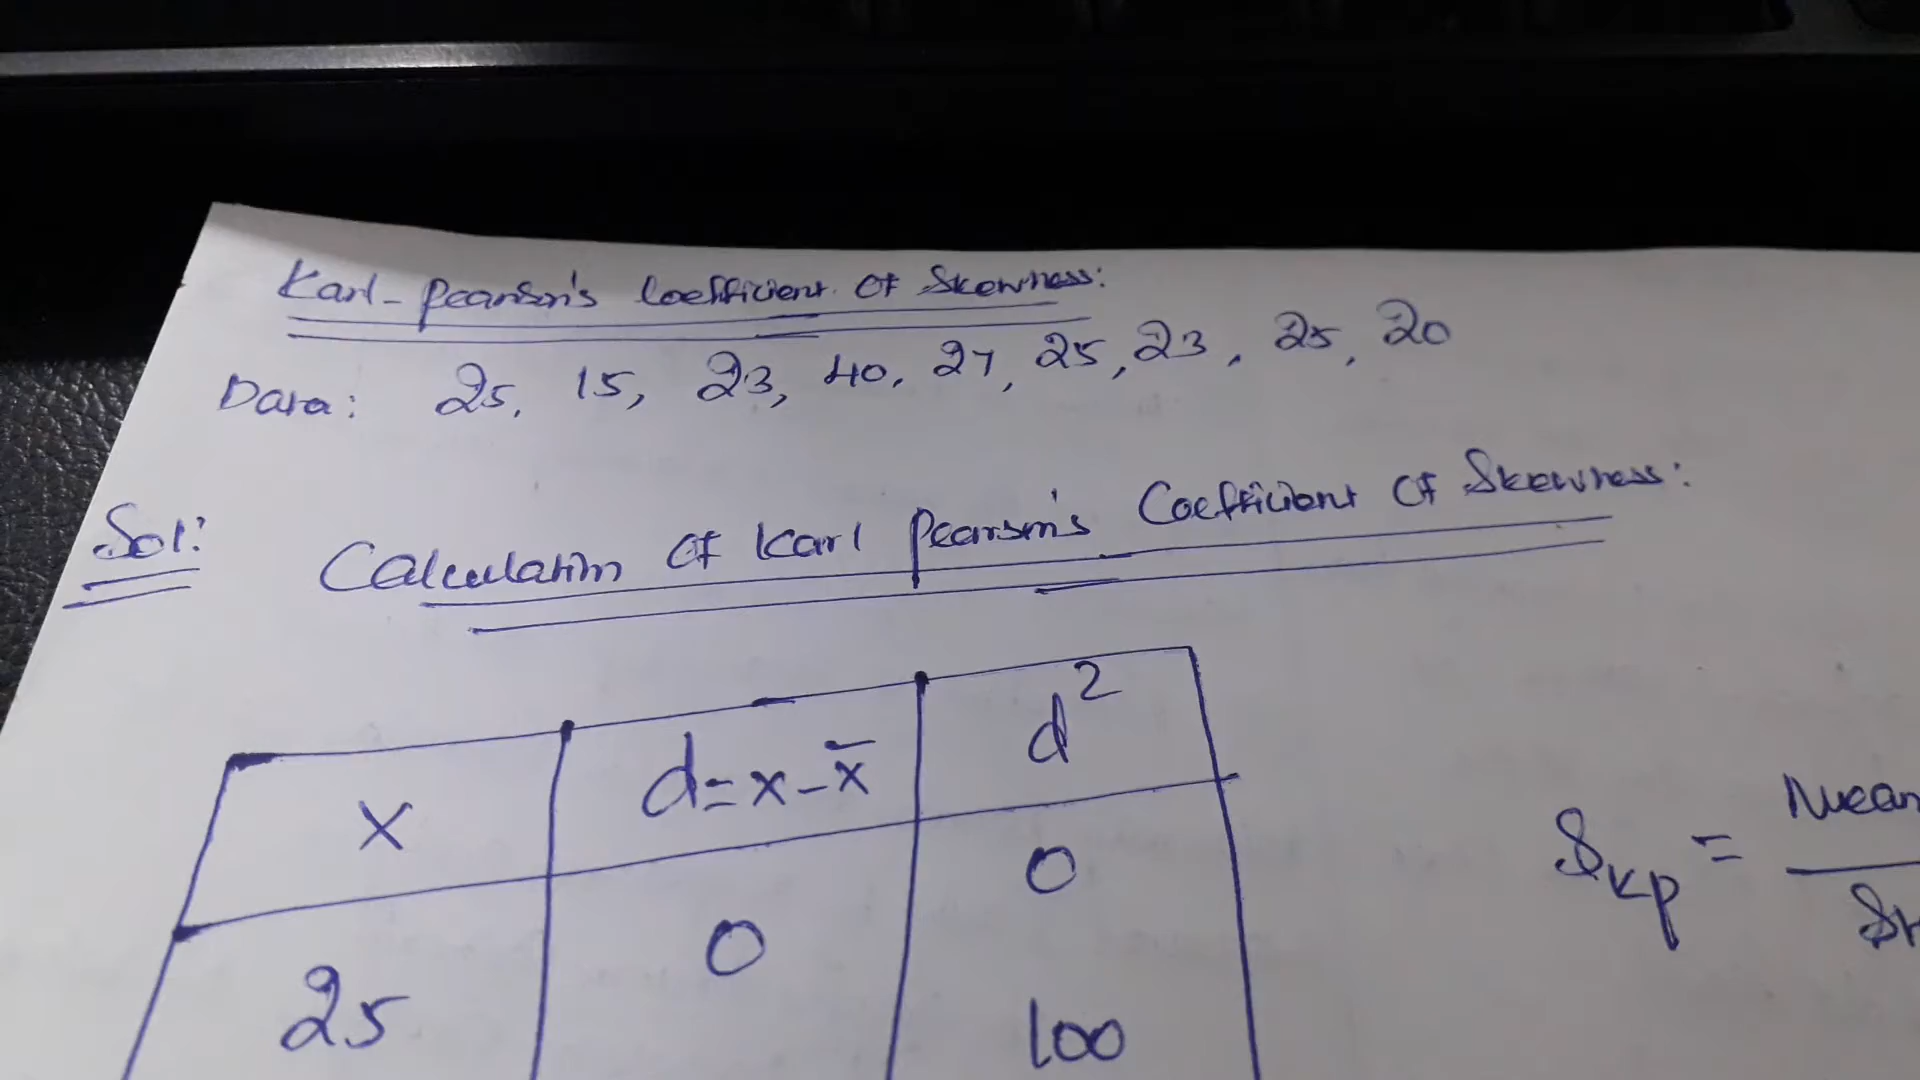 Karl-Pearson's Coefficient Of Skewness:
Data: 25, 15, 23, 40, 27, 25, 23, 25, 20
Sol:
Calculation Of Karl Pearson's Coefficient Of Skewness:
x d=x-x̄ d²
25 0 0
100
Skp = Mean